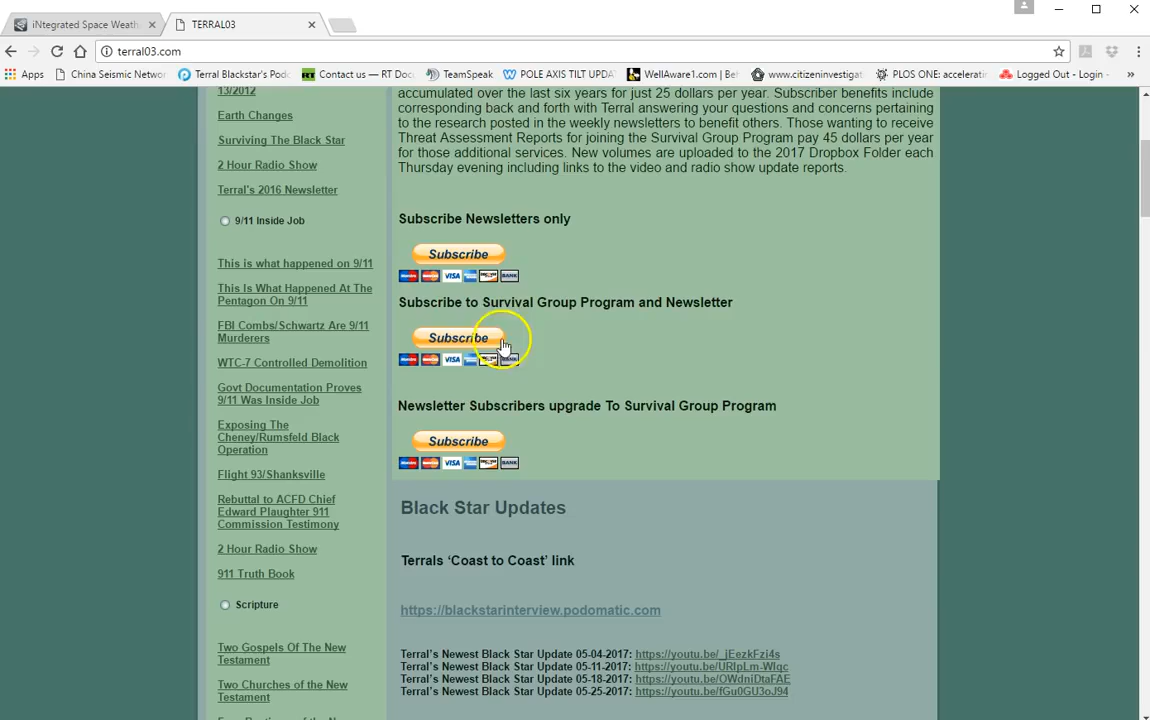 iNtegrated Space Weath
TERRAL03
terral03.com
Apps
China Seismic Netwo
Terral Blackstar's Pod
RT
Contact us — RT Doc
TeamSpeak
POLE AXIS TILT UPDA
WellAware1.com | Be
www.citizeninvestiga
PLOS ONE: accelerati
Logged Out - Login -
»
13/2012
Earth Changes
Surviving The Black Star
2 Hour Radio Show
Terral's 2016 Newsletter
9/11 Inside Job
This is what happened on 9/11
This Is What Happened At The
Pentagon On 9/11
FBI Combs/Schwartz Are 9/11
Murderers
WTC-7 Controlled Demolition
Govt Documentation Proves
9/11 Was Inside Job
Exposing The
Cheney/Rumsfeld Black
Operation
Flight 93/Shanksville
Rebuttal to ACFD Chief
Edward Plaughter 911
Commission Testimony
2 Hour Radio Show
911 Truth Book
Scripture
Two Gospels Of The New
Testament
Two Churches of the New
Testament
accumulated over the last six years for just 25 dollars per year. Subscriber benefits include
corresponding back and forth with Terral answering your questions and concerns pertaining
to the research posted in the weekly newsletters to benefit others. Those wanting to receive
Threat Assessment Reports for joining the Survival Group Program pay 45 dollars per year
for those additional services. New volumes are uploaded to the 2017 Dropbox Folder each
Thursday evening including links to the video and radio show update reports.
Subscribe Newsletters only
Subscribe
VISA BANK
Subscribe to Survival Group Program and Newsletter
Subscribe
VISA BANK
Newsletter Subscribers upgrade To Survival Group Program
Subscribe
VISA BANK
Black Star Updates
Terrals ‘Coast to Coast’ link
https://blackstarinterview.podomatic.com
Terral's Newest Black Star Update 05-04-2017: https://youtu.be/_jEezkFzi4s
Terral's Newest Black Star Update 05-11-2017: https://youtu.be/URlpLm-WIqc
Terral's Newest Black Star Update 05-18-2017: https://youtu.be/OWdniDtaFAE
Terral's Newest Black Star Update 05-25-2017: https://youtu.be/fGu0GU3oJ94